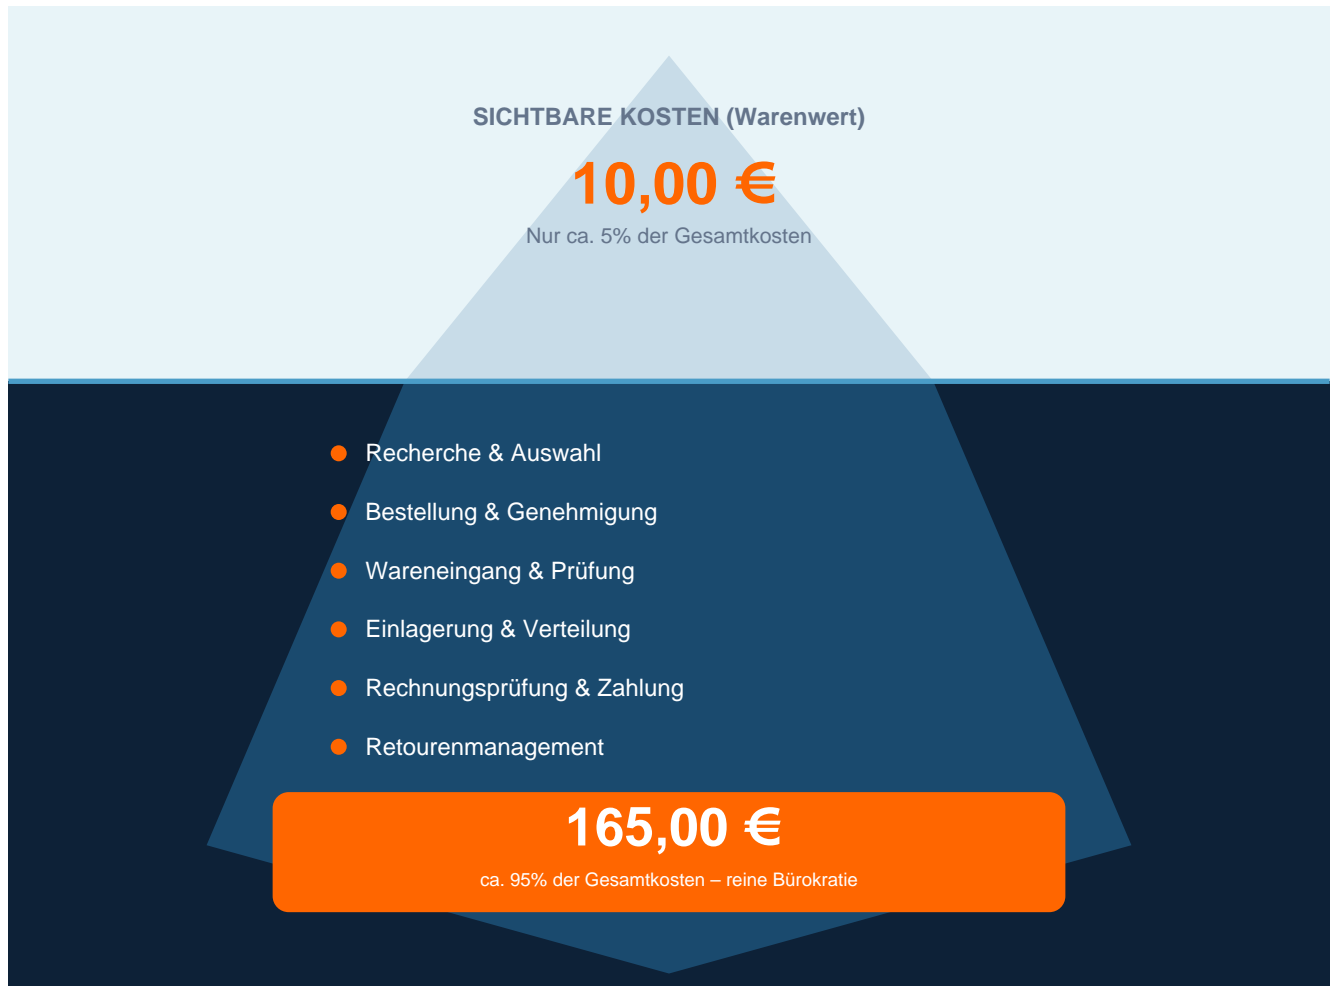 SICHTBARE KOSTEN (Warenwert)
10,00 €
Nur ca. 5% der Gesamtkosten
Recherche & Auswahl
Bestellung & Genehmigung
Wareneingang & Prüfung
Einlagerung & Verteilung
Rechnungsprüfung & Zahlung
Retourenmanagement
165,00 €
ca. 95% der Gesamtkosten – reine Bürokratie